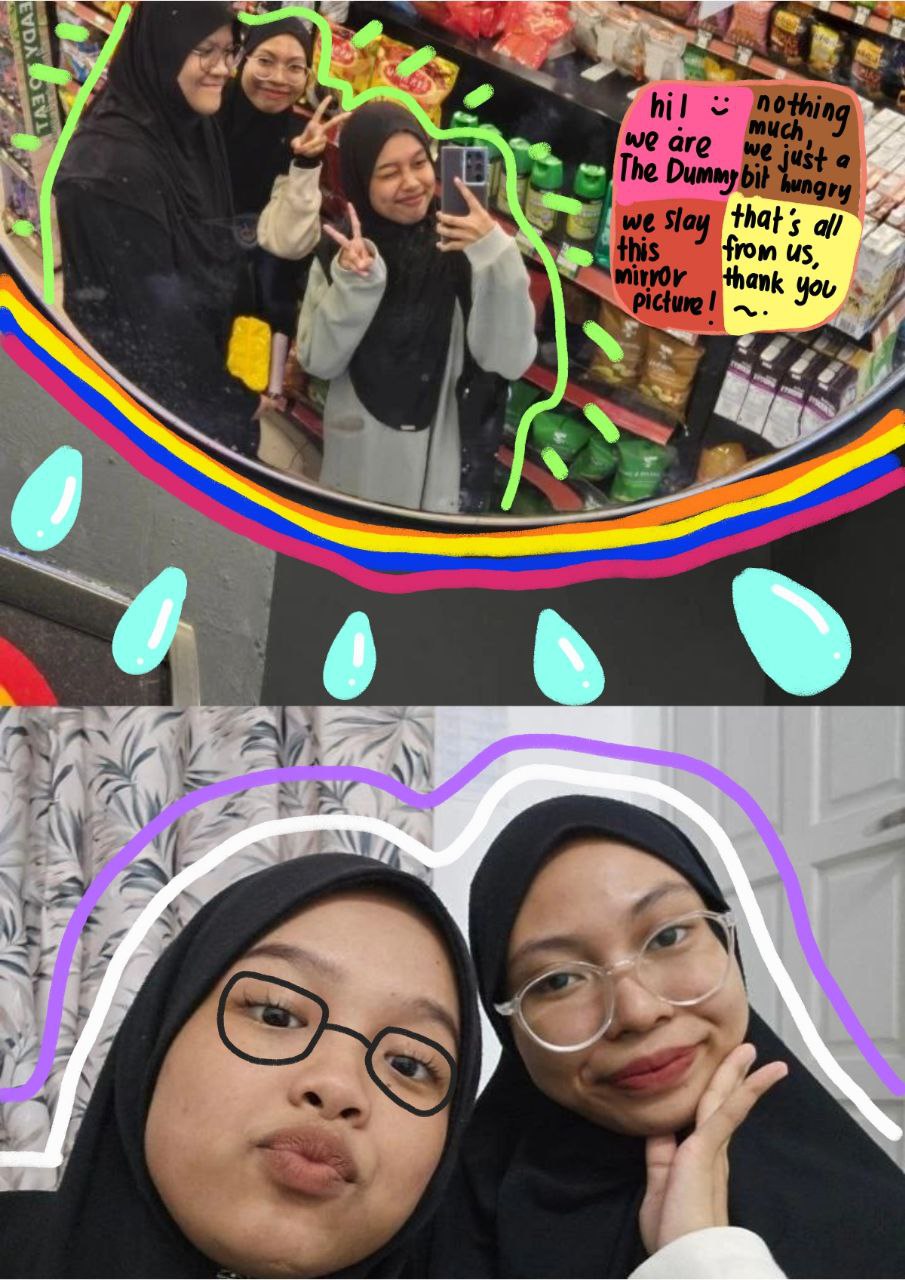 hi! :)
we are
The Dummy
nothing
much,
we just a
bit hungry
we slay
this
mirror
picture!
that's all
from us,
thank you
~.